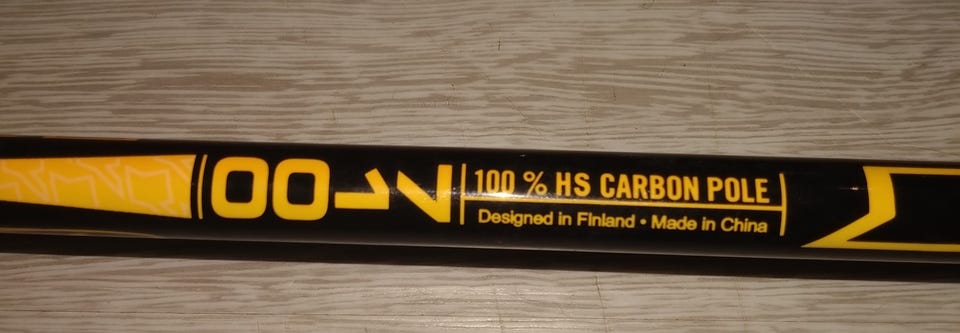 100 % HS CARBON POLE
Designed in Finland • Made in China